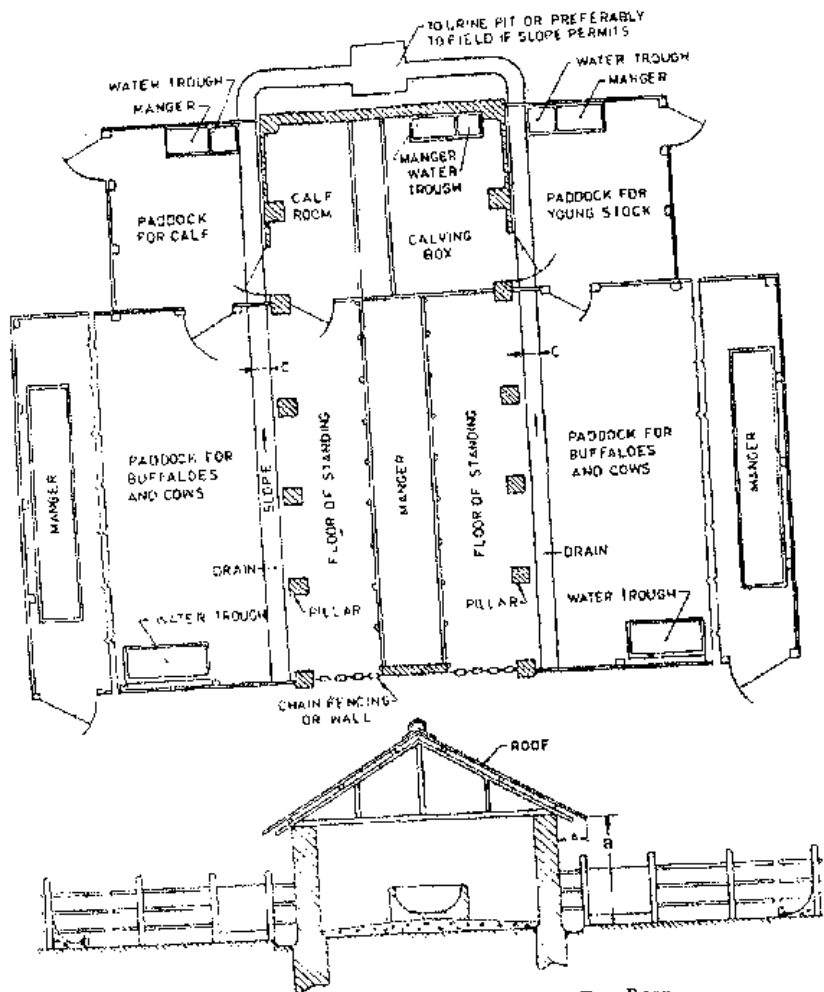 TO URINE PIT OR PREFERABLY
TO FIELD IF SLOPE PERMITS
WATER TROUGH
MANGER
WATER TROUGH
MANGER
MANGER
WATER
TROUGH
PADDOCK
FOR CALF
CALF
ROOM
CALVING
BOX
PADDOCK FOR
YOUNG STOCK
C
C
PADDOCK FOR
BUFFALOES
AND COWS
MANGER
SLOPE
FLOOR OF STANDING
MANGER
FLOOR OF STANDING
PADDOCK FOR
BUFFALOES
AND COWS
MANGER
DRAIN
DRAIN
WATER TROUGH
PILLAR
PILLAR
WATER TROUGH
CHAIN FENCING
OR WALL
ROOF
A
B